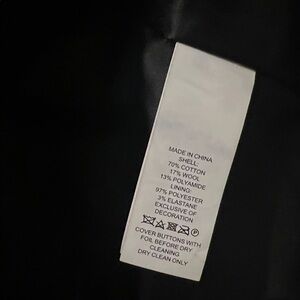 MADE IN CHINA
SHELL:
70% COTTON
17% WOOL
13% POLYAMIDE
LINING:
97% POLYESTER
3% ELASTANE
EXCLUSIVE OF
DECORATION
P
COVER BUTTONS WITH
FOIL BEFORE DRY
CLEANING
DRY CLEAN ONLY